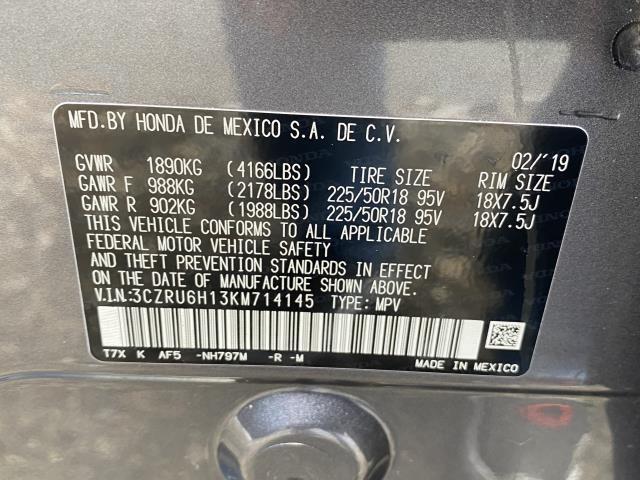 MFD.BY HONDA DE MEXICO S.A. DE C.V.
02/'19
GVWR 1890KG (4166LBS) TIRE SIZE RIM SIZE
GAWR F 988KG (2178LBS) 225/50R18 95V 18X7.5J
GAWR R 902KG (1988LBS) 225/50R18 95V 18X7.5J
THIS VEHICLE CONFORMS TO ALL APPLICABLE
FEDERAL MOTOR VEHICLE SAFETY
AND THEFT PREVENTION STANDARDS IN EFFECT
ON THE DATE OF MANUFACTURE SHOWN ABOVE.
V.I.N:3CZRU6H13KM714145 TYPE: MPV
T7X K AF5 -NH797M -R -M
MADE IN MEXICO